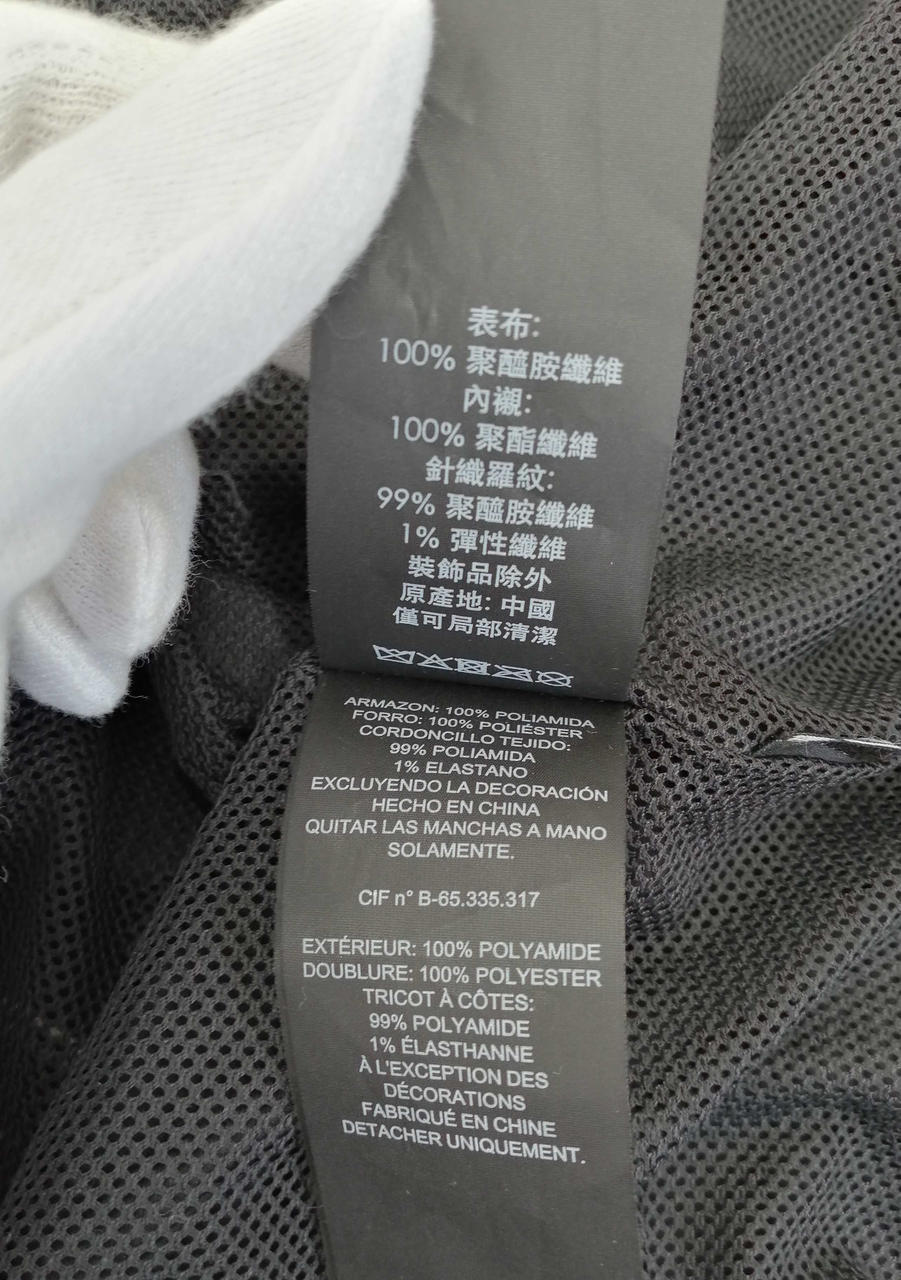 表布:
100% 聚醯胺纖維
內襯:
100% 聚酯纖維
針織羅紋:
99% 聚醯胺纖維
1% 彈性纖維
裝飾品除外
原產地: 中國
僅可局部清潔
ARMAZON: 100% POLIAMIDA
FORRO: 100% POLIÉSTER
CORDONCILLO TEJIDO:
99% POLIAMIDA
1% ELASTANO
EXCLUYENDO LA DECORACIÓN
HECHO EN CHINA
QUITAR LAS MANCHAS A MANO
SOLAMENTE.
CIF n° B-65.335.317
EXTÉRIEUR: 100% POLYAMIDE
DOUBLURE: 100% POLYESTER
TRICOT À CÔTES:
99% POLYAMIDE
1% ÉLASTHANNE
À L'EXCEPTION DES
DÉCORATIONS
FABRIQUÉ EN CHINE
DETACHER UNIQUEMENT.